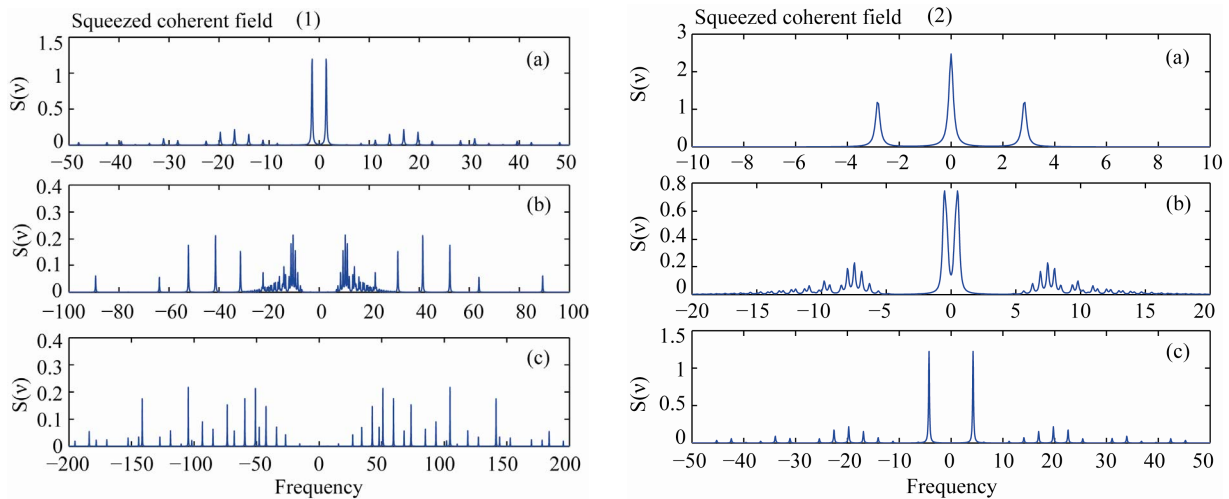 Squeezed coherent field (1)
1.5
1
0.5
0
S(ν)
(a)
−50 −40 −30 −20 −10 0 10 20 30 40 50
0.4
0.3
0.2
0.1
0
S(ν)
(b)
−100 −80 −60 −40 −20 0 20 40 60 80 100
0.4
0.3
0.2
0.1
0
S(ν)
(c)
−200 −150 −100 −50 0 50 100 150 200
Frequency
Squeezed coherent field (2)
3
2
1
0
S(ν)
(a)
−10 −8 −6 −4 −2 0 2 4 6 8 10
0.8
0.6
0.4
0.2
0
S(ν)
(b)
−20 −15 −10 −5 0 5 10 15 20
1.5
1
0.5
0
S(ν)
(c)
−50 −40 −30 −20 −10 0 10 20 30 40 50
Frequency